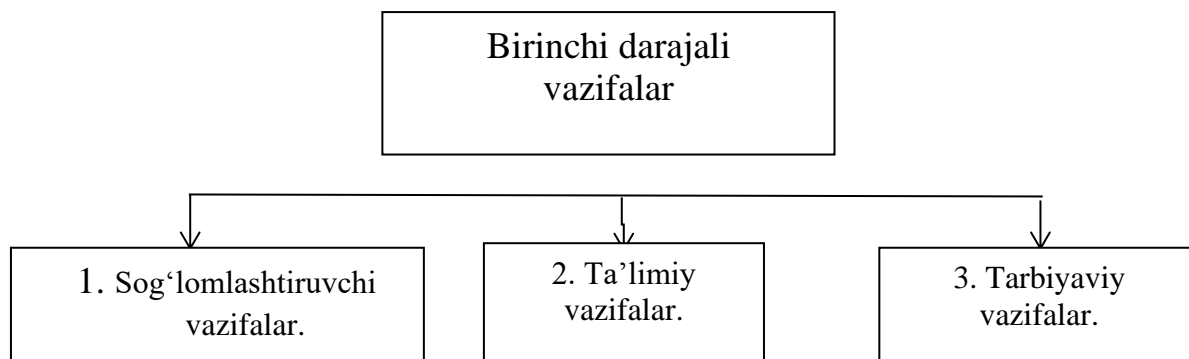 Birinchi darajali
vazifalar
1. Sog‘lomlashtiruvchi
vazifalar.
2. Ta’limiy
vazifalar.
3. Tarbiyaviy
vazifalar.